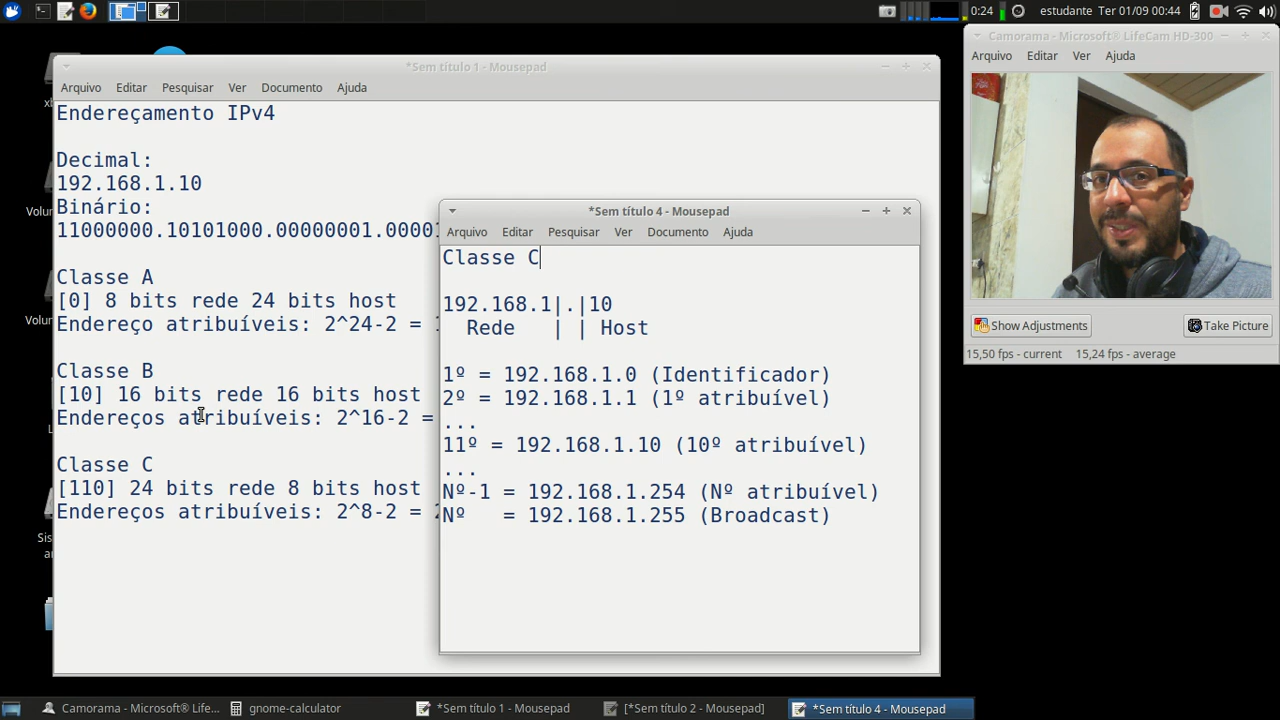 0:24
estudante Ter 01/09 00:44
*Sem título 1 - Mousepad
Arquivo Editar Pesquisar Ver Documento Ajuda
Endereçamento IPv4
Decimal:
192.168.1.10
Binário:
11000000.10101000.00000001.0000
Classe A
[0] 8 bits rede 24 bits host
Endereço atribuíveis: 2^24-2 =
Classe B
[10] 16 bits rede 16 bits host
Endereços atribuíveis: 2^16-2 =
Classe C
[110] 24 bits rede 8 bits host
Endereços atribuíveis: 2^8-2 =
*Sem título 4 - Mousepad
Arquivo Editar Pesquisar Ver Documento Ajuda
Classe C
192.168.1|.|10
Rede | | Host
1º = 192.168.1.0 (Identificador)
2º = 192.168.1.1 (1º atribuível)
...
11º = 192.168.1.10 (10º atribuível)
...
Nº-1 = 192.168.1.254 (Nº atribuível)
Nº = 192.168.1.255 (Broadcast)
Camorama - Microsoft® LifeCam HD-300
Arquivo Editar Ver Ajuda
Show Adjustments
Take Picture
15,50 fps - current 15,24 fps - average
Camorama - Microsoft® Life...
gnome-calculator
*Sem título 1 - Mousepad
[*Sem título 2 - Mousepad]
*Sem título 4 - Mousepad